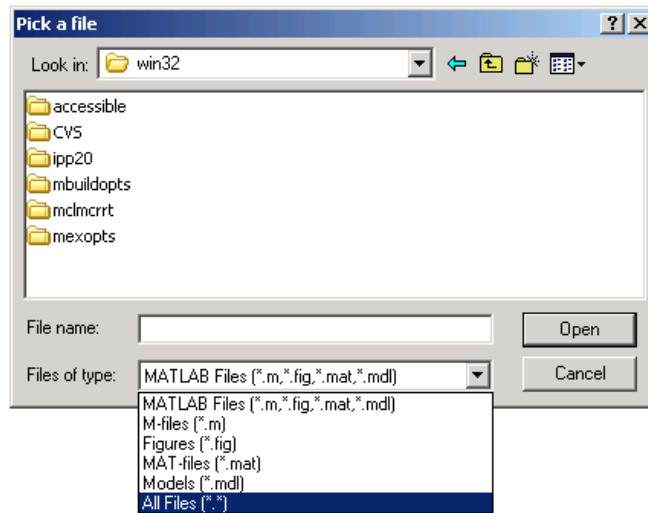 Pick a file
Look in: win32
accessible
CVS
ipp20
mbuildopts
mclmcrrt
mexopts
File name: Open
Files of type: MATLAB Files (*.m,*.fig,*.mat,*.mdl) Cancel
MATLAB Files (*.m,*.fig,*.mat,*.mdl)
M-files (*.m)
Figures (*.fig)
MAT-files (*.mat)
Models (*.mdl)
All Files (*.*)